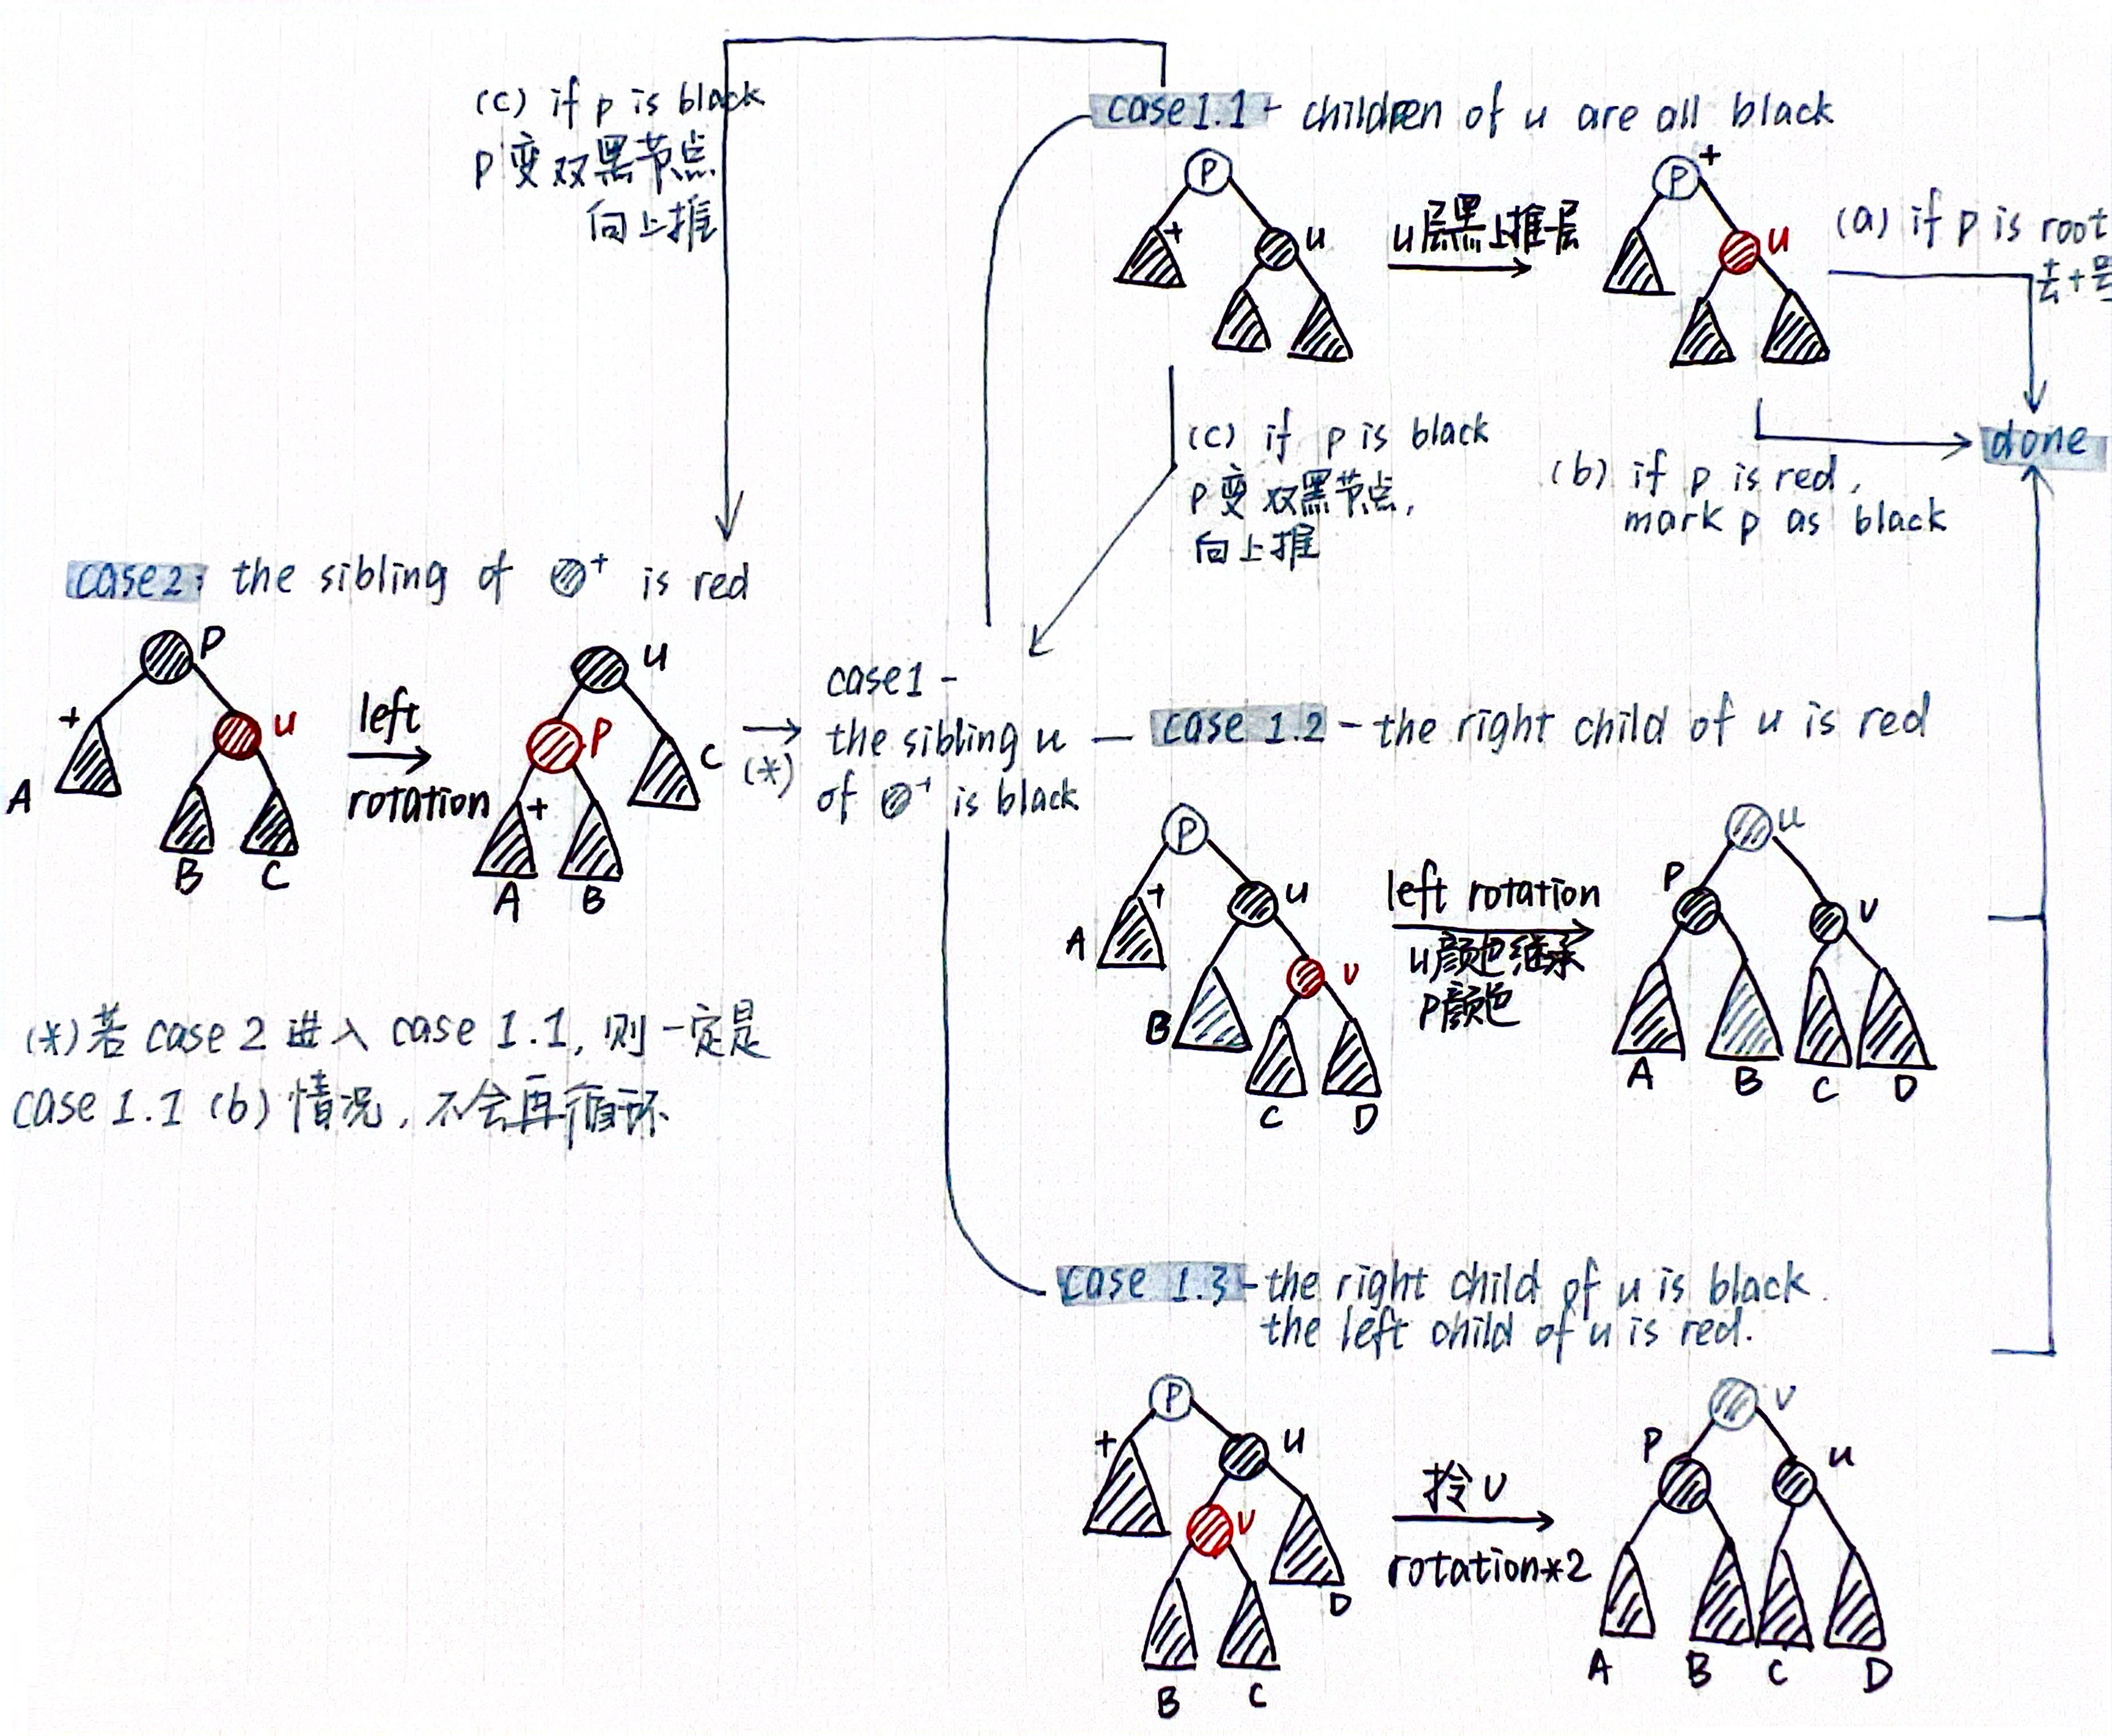 (c) if p is black
P变双黑节点
向上推
case1.1 - children of u are all black
P
+
u
u层黑上推一层
P
+
u
(a) if p is root
去+号
(c) if p is black
P变双黑节点,
向上推
(b) if p is red,
mark p as black
done
case2: the sibling of + is red
P
+
u
A
B
C
left
rotation
u
P
+
A
B
C
(*)
case1 -
the sibling u
of + is black
(*)若 case 2 进入 case 1.1, 则一定是
case 1.1 (b) 情况, 不会再循环
case 1.2 - the right child of u is red
P
+
u
A
B
v
C
D
left rotation
u颜色继承
P颜色
u
P
v
A
B
C
D
case 1.3 - the right child of u is black.
the left child of u is red.
P
+
u
v
B
C
D
拎v
rotation*2
v
P
u
A
B
C
D